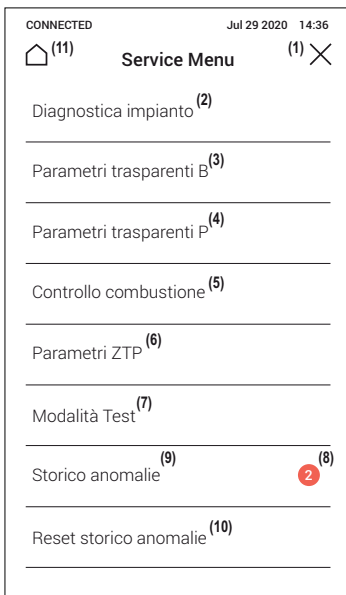 CONNECTED Jul 29 2020 14:36
(11) Service Menu (1)
Diagnostica impianto (2)
Parametri trasparenti B (3)
Parametri trasparenti P (4)
Controllo combustione (5)
Parametri ZTP (6)
Modalità Test (7)
Storico anomalie (9) 2 (8)
Reset storico anomalie (10)